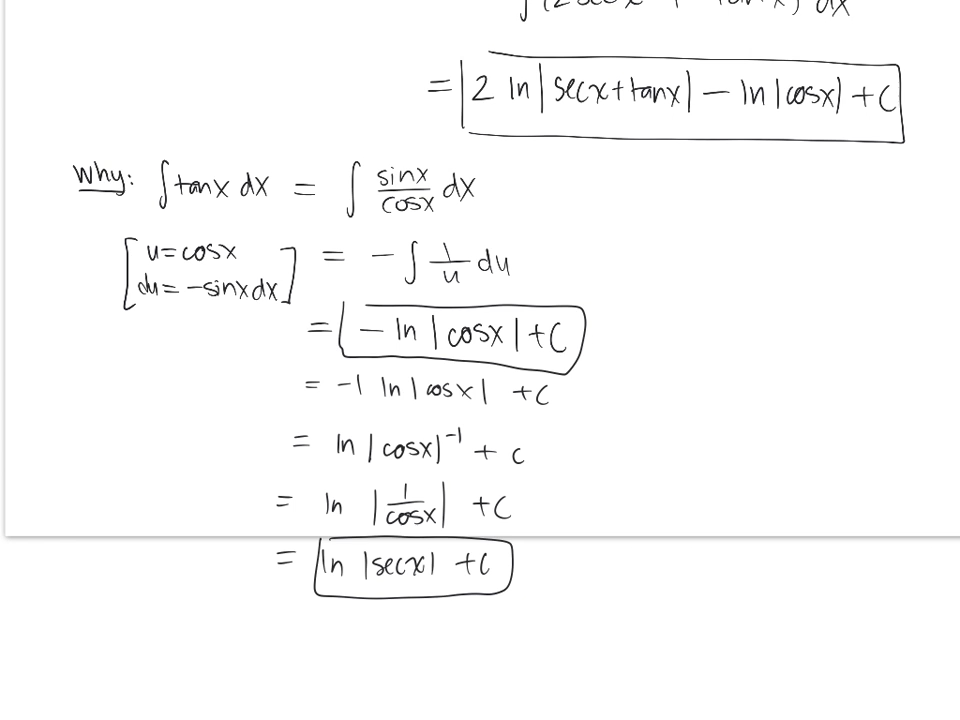 dx
= 2 ln|secx+tanx| – ln|cosx| + C
Why: ∫tanx dx = ∫ sinx/cosx dx
[u=cosx du= -sinxdx] = -∫ 1/u du
= – ln |cosx| + C
= -1 ln|cosx| + C
= ln |cosx|⁻¹ + C
= ln |1/cosx| + C
= ln |secx| + C